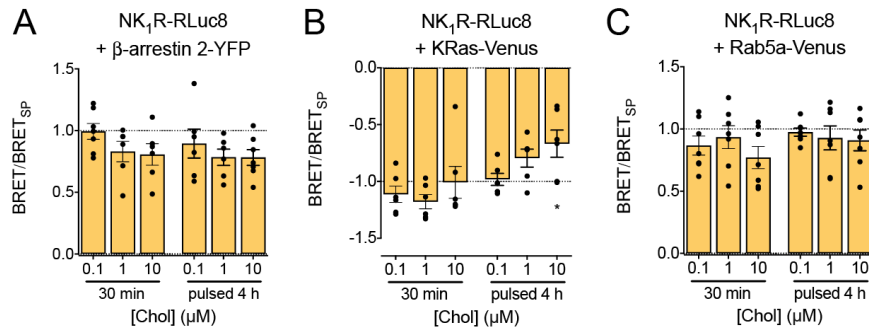 A
NK₁R-RLuc8
+ β-arrestin 2-YFP
BRET/BRET_SP
1.5
1.0
0.5
0.0
0.1 1 10 0.1 1 10
30 min pulsed 4 h
[Chol] (µM)
B
NK₁R-RLuc8
+ KRas-Venus
BRET/BRET_SP
0.0
-0.5
-1.0
-1.5
*
0.1 1 10 0.1 1 10
30 min pulsed 4 h
[Chol] (µM)
C
NK₁R-RLuc8
+ Rab5a-Venus
BRET/BRET_SP
1.5
1.0
0.5
0.0
0.1 1 10 0.1 1 10
30 min pulsed 4 h
[Chol] (µM)